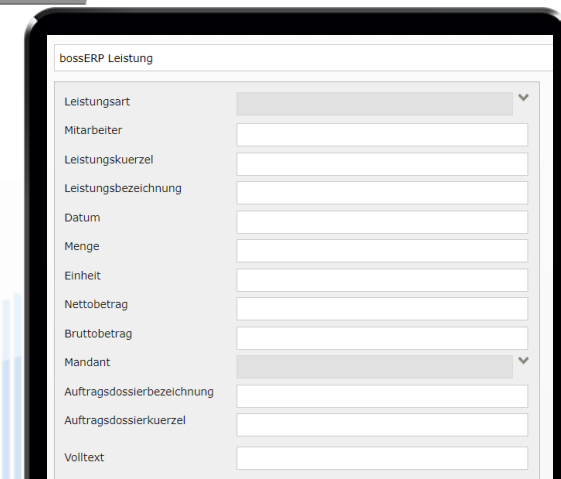 bossERP Leistung
Leistungsart
Mitarbeiter
Leistungskuerzel
Leistungsbezeichnung
Datum
Menge
Einheit
Nettobetrag
Bruttobetrag
Mandant
Auftragsdossierbezeichnung
Auftragsdossierkuerzel
Volltext